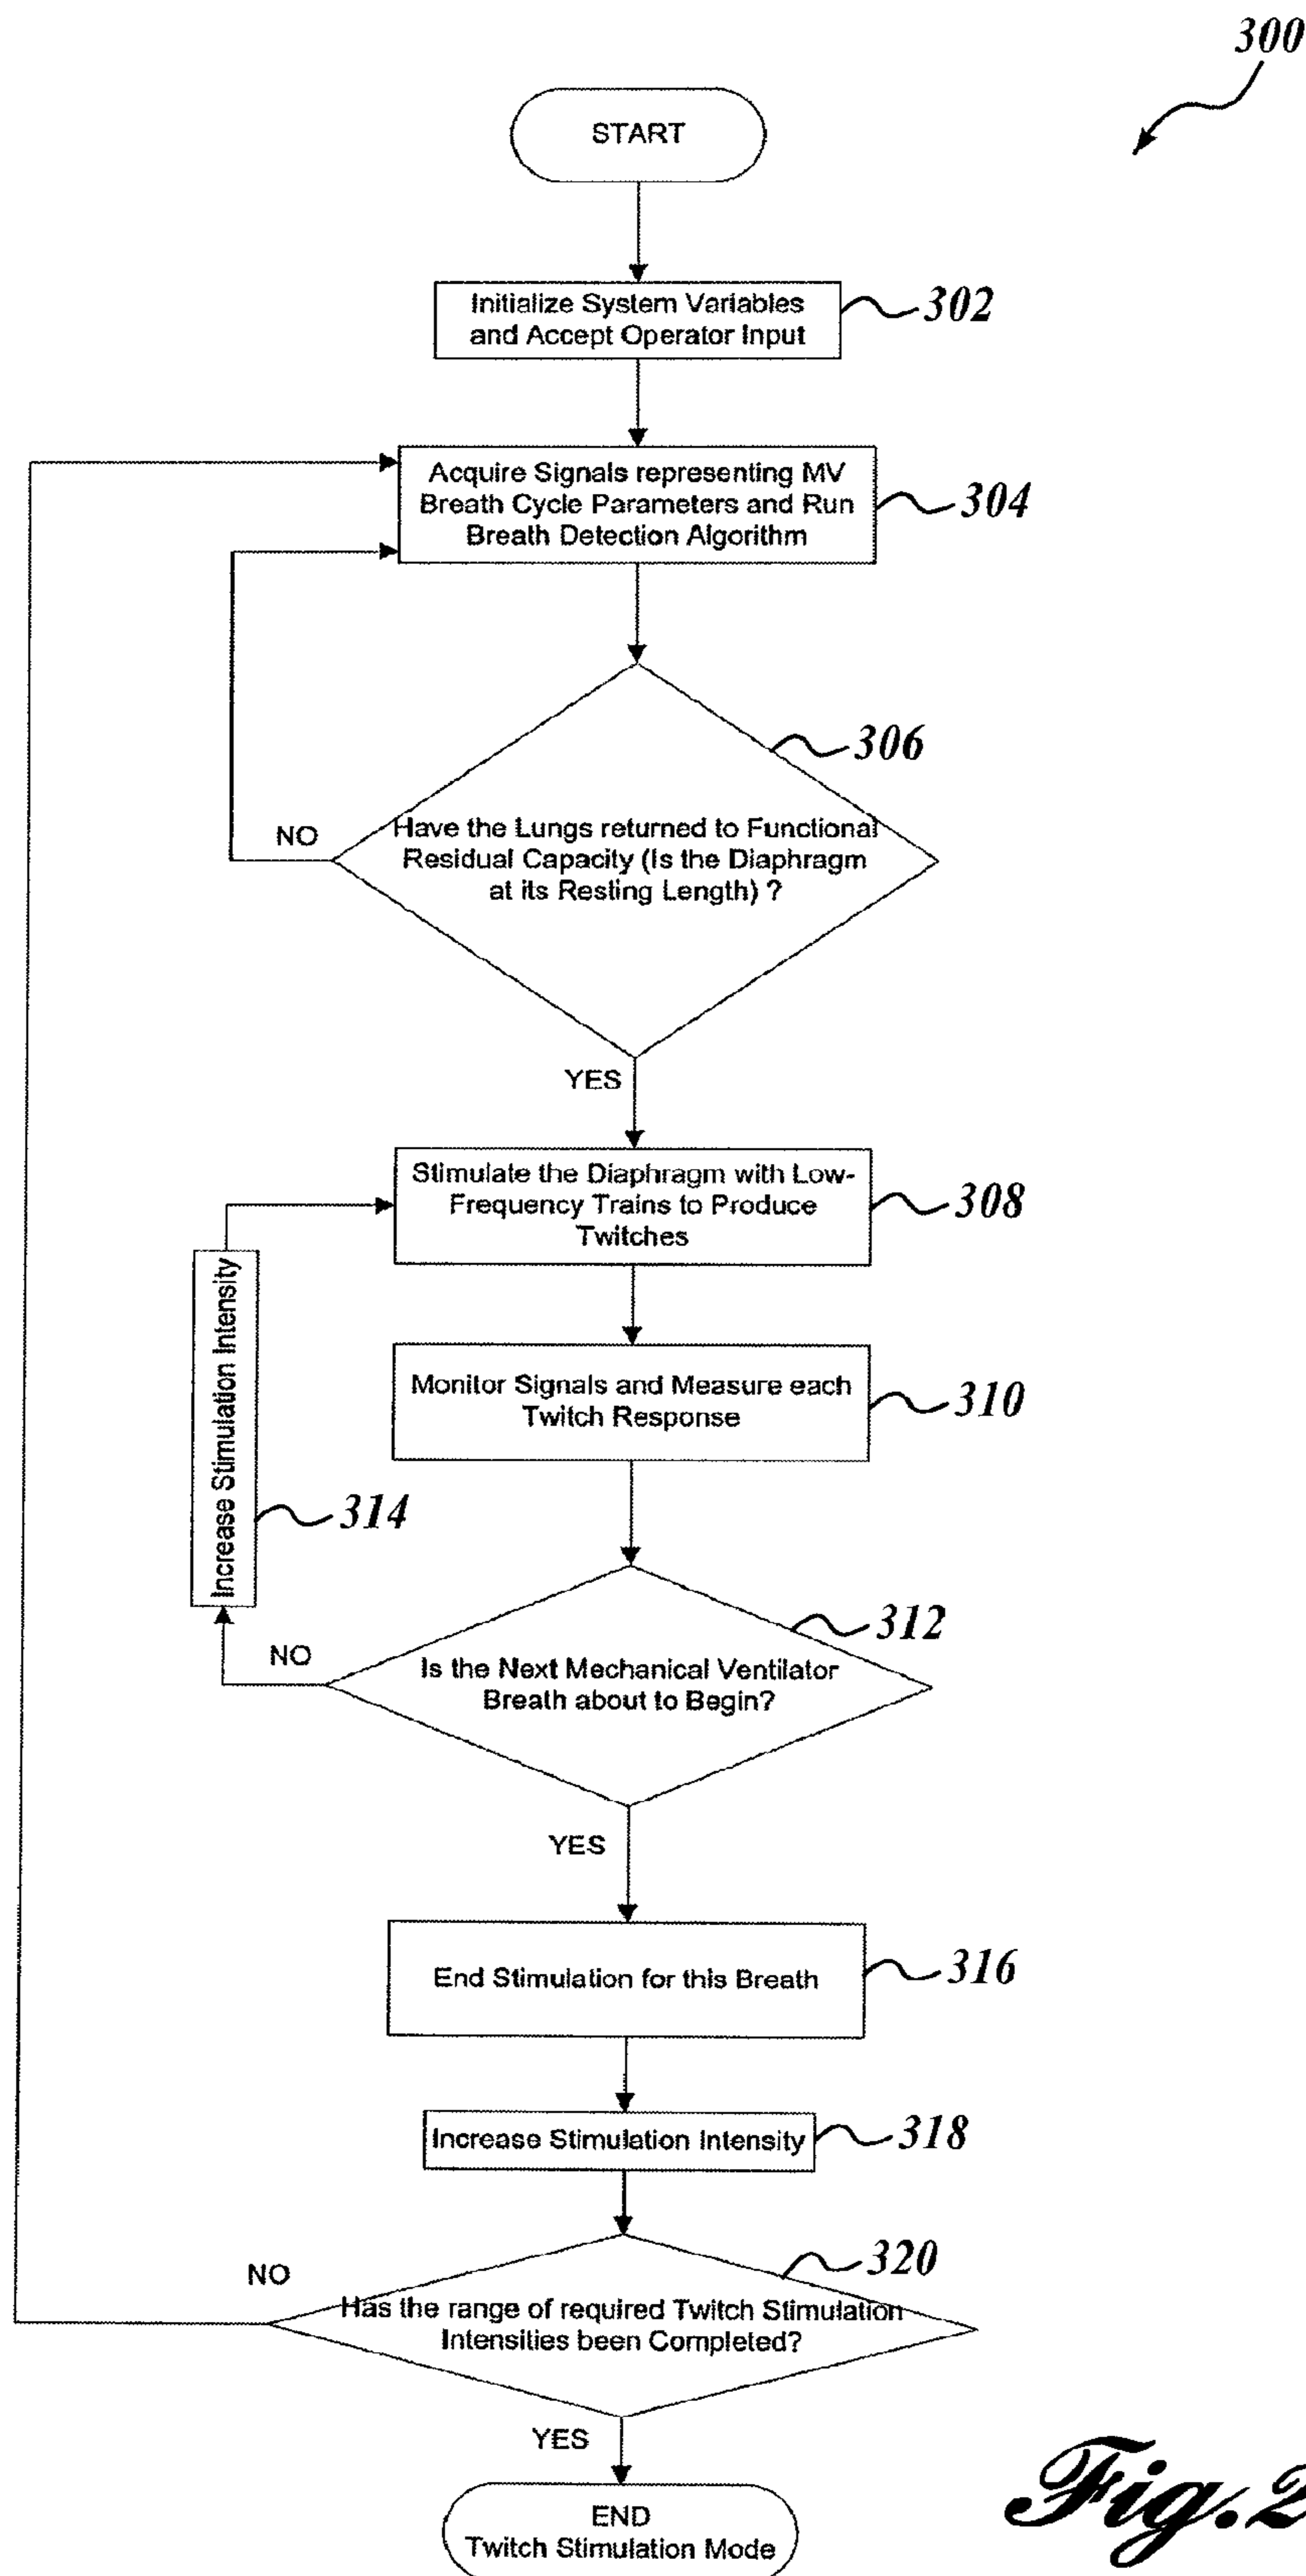 300
START
Initialize System Variables
and Accept Operator Input
302
Acquire Signals representing MV
Breath Cycle Parameters and Run
Breath Detection Algorithm
304
306
NO
Have the Lungs returned to Functional
Residual Capacity (Is the Diaphragm
at its Resting Length) ?
YES
Stimulate the Diaphragm with Low-
Frequency Trains to Produce
Twitches
308
Increase Stimulation Intensity
314
Monitor Signals and Measure each
Twitch Response
310
312
NO
Is the Next Mechanical Ventilator
Breath about to Begin?
YES
End Stimulation for this Breath
316
Increase Stimulation Intensity
318
320
NO
Has the range of required Twitch Stimulation
Intensities been Completed?
YES
END
Twitch Stimulation Mode
Fig.2